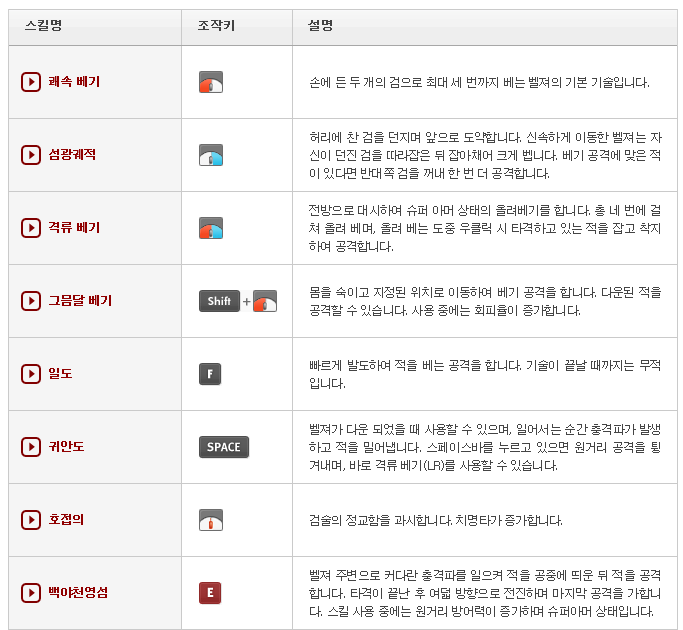 스킬명 조작키 설명
쾌속 베기
손에 든 두 개의 검으로 최대 세 번까지 베는 벨져의 기본 기술입니다.
섬광궤적
허리에 찬 검을 던지며 앞으로 도약합니다. 신속하게 이동한 벨져는 자
신이 던진 검을 따라잡은 뒤 잡아채어 크게 벱니다. 베기 공격에 맞은 적
이 있다면 반대쪽 검을 꺼내 한 번 더 공격합니다.
격류 베기
전방으로 대시하여 슈퍼 아머 상태의 올려베기를 합니다. 총 네 번에 걸
쳐 올려 베며, 올려 베는 도중 우클릭 시 타격하고 있는 적을 잡고 착지
하여 공격합니다.
그믐달 베기
Shift +
몸을 숙이고 지정된 위치로 이동하여 베기 공격을 합니다. 다운된 적을
공격할 수 있습니다. 사용 중에는 회피율이 증가합니다.
일도
F
빠르게 발도하여 적을 베는 공격을 합니다. 기술이 끝날 때까지는 무적
입니다.
귀안도
SPACE
벨져가 다운 되었을 때 사용할 수 있으며, 일어서는 순간 충격파가 발생
하고 적을 밀어냅니다. 스페이스바를 누르고 있으면 원거리 공격을 튕
겨내며, 바로 격류 베기(LR)를 사용할 수 있습니다.
호접의
검술의 정교함을 과시합니다. 치명타가 증가합니다.
백야천영섬
E
벨져 주변으로 커다란 충격파를 일으켜 적을 공중에 띄운 뒤 적을 공격
합니다. 타격이 끝난 후 여덟 방향으로 전진하며 마지막 공격을 가합니
다. 스킬 사용 중에는 원거리 방어력이 증가하며 슈퍼아머 상태입니다.